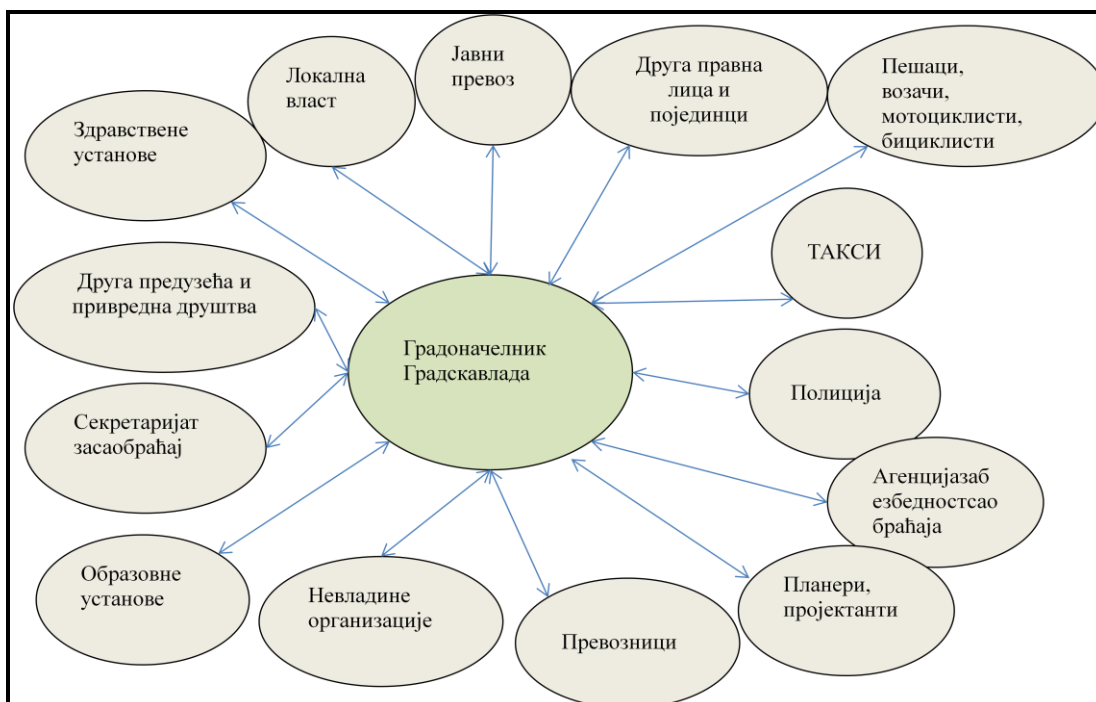 Јавни
превоз
Локална
власт
Друга правна
лица и
појединци
Пешаци,
возачи,
мотоциклисти,
бициклисти
Здравствене
установе
ТАКСИ
Друга предузећа и
привредна друштва
Градоначелник
Градскавлада
Полиција
Секретаријат
засаобраћај
Агенцијазаб
езбедностсао
браћаја
Образовне
установе
Невладине
организације
Превозници
Планери,
пројектанти